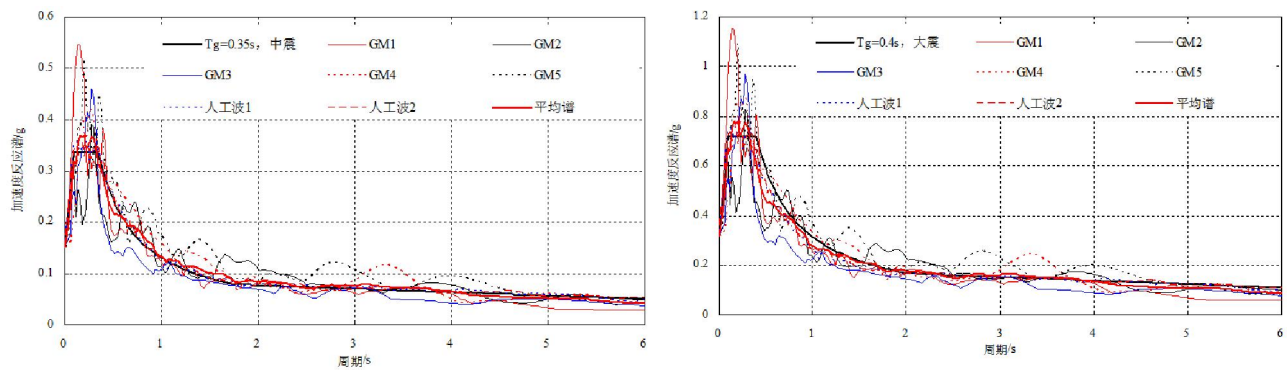 0.6
0.5
0.4
0.3
0.2
0.1
0
加速度反应谱/g
Tg=0.35s，中震
GM1
GM2
GM3
GM4
GM5
人工波1
人工波2
平均谱
0 1 2 3 4 5 6
周期/s
1.2
1
0.8
0.6
0.4
0.2
0
加速度反应谱/g
Tg=0.4s，大震
GM1
GM2
GM3
GM4
GM5
人工波1
人工波2
平均谱
0 1 2 3 4 5 6
周期/s